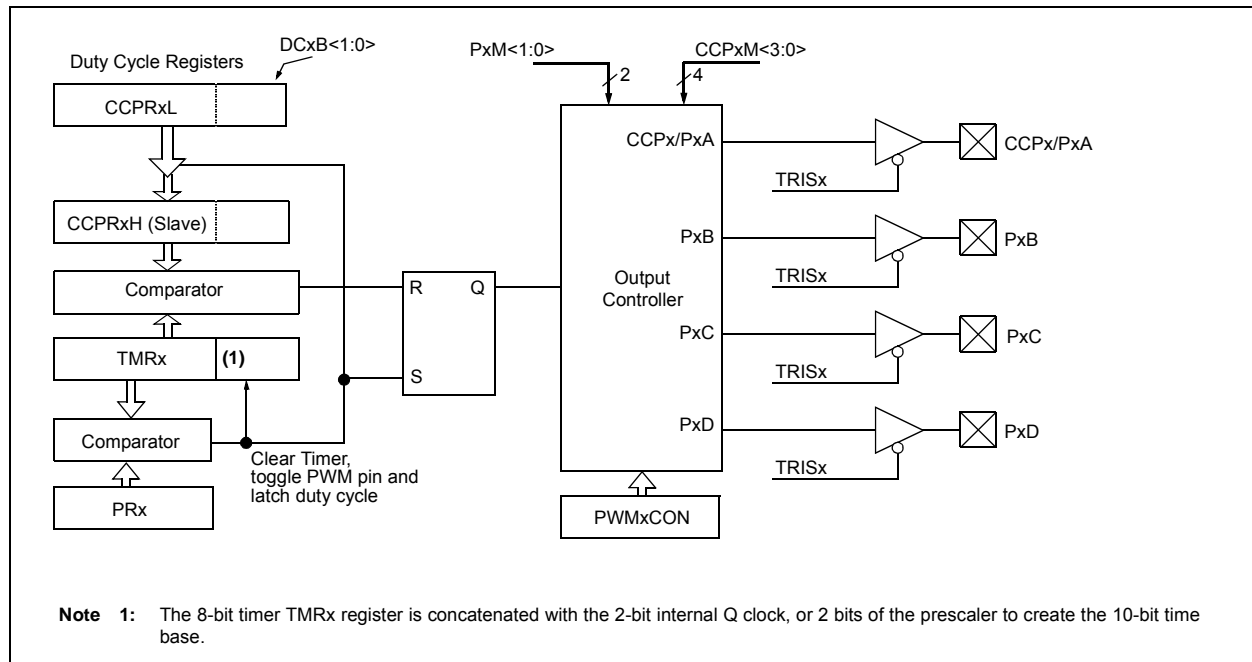 DCxB<1:0>
Duty Cycle Registers
CCPRxL
CCPRxH (Slave)
Comparator
TMRx
(1)
Comparator
PRx
Clear Timer,
toggle PWM pin and
latch duty cycle
R
Q
S
PxM<1:0>
2
CCPxM<3:0>
4
Output
Controller
CCPx/PxA
PxB
PxC
PxD
PWMxCON
TRISx
CCPx/PxA
TRISx
PxB
TRISx
PxC
TRISx
PxD
Note 1: The 8-bit timer TMRx register is concatenated with the 2-bit internal Q clock, or 2 bits of the prescaler to create the 10-bit time
base.